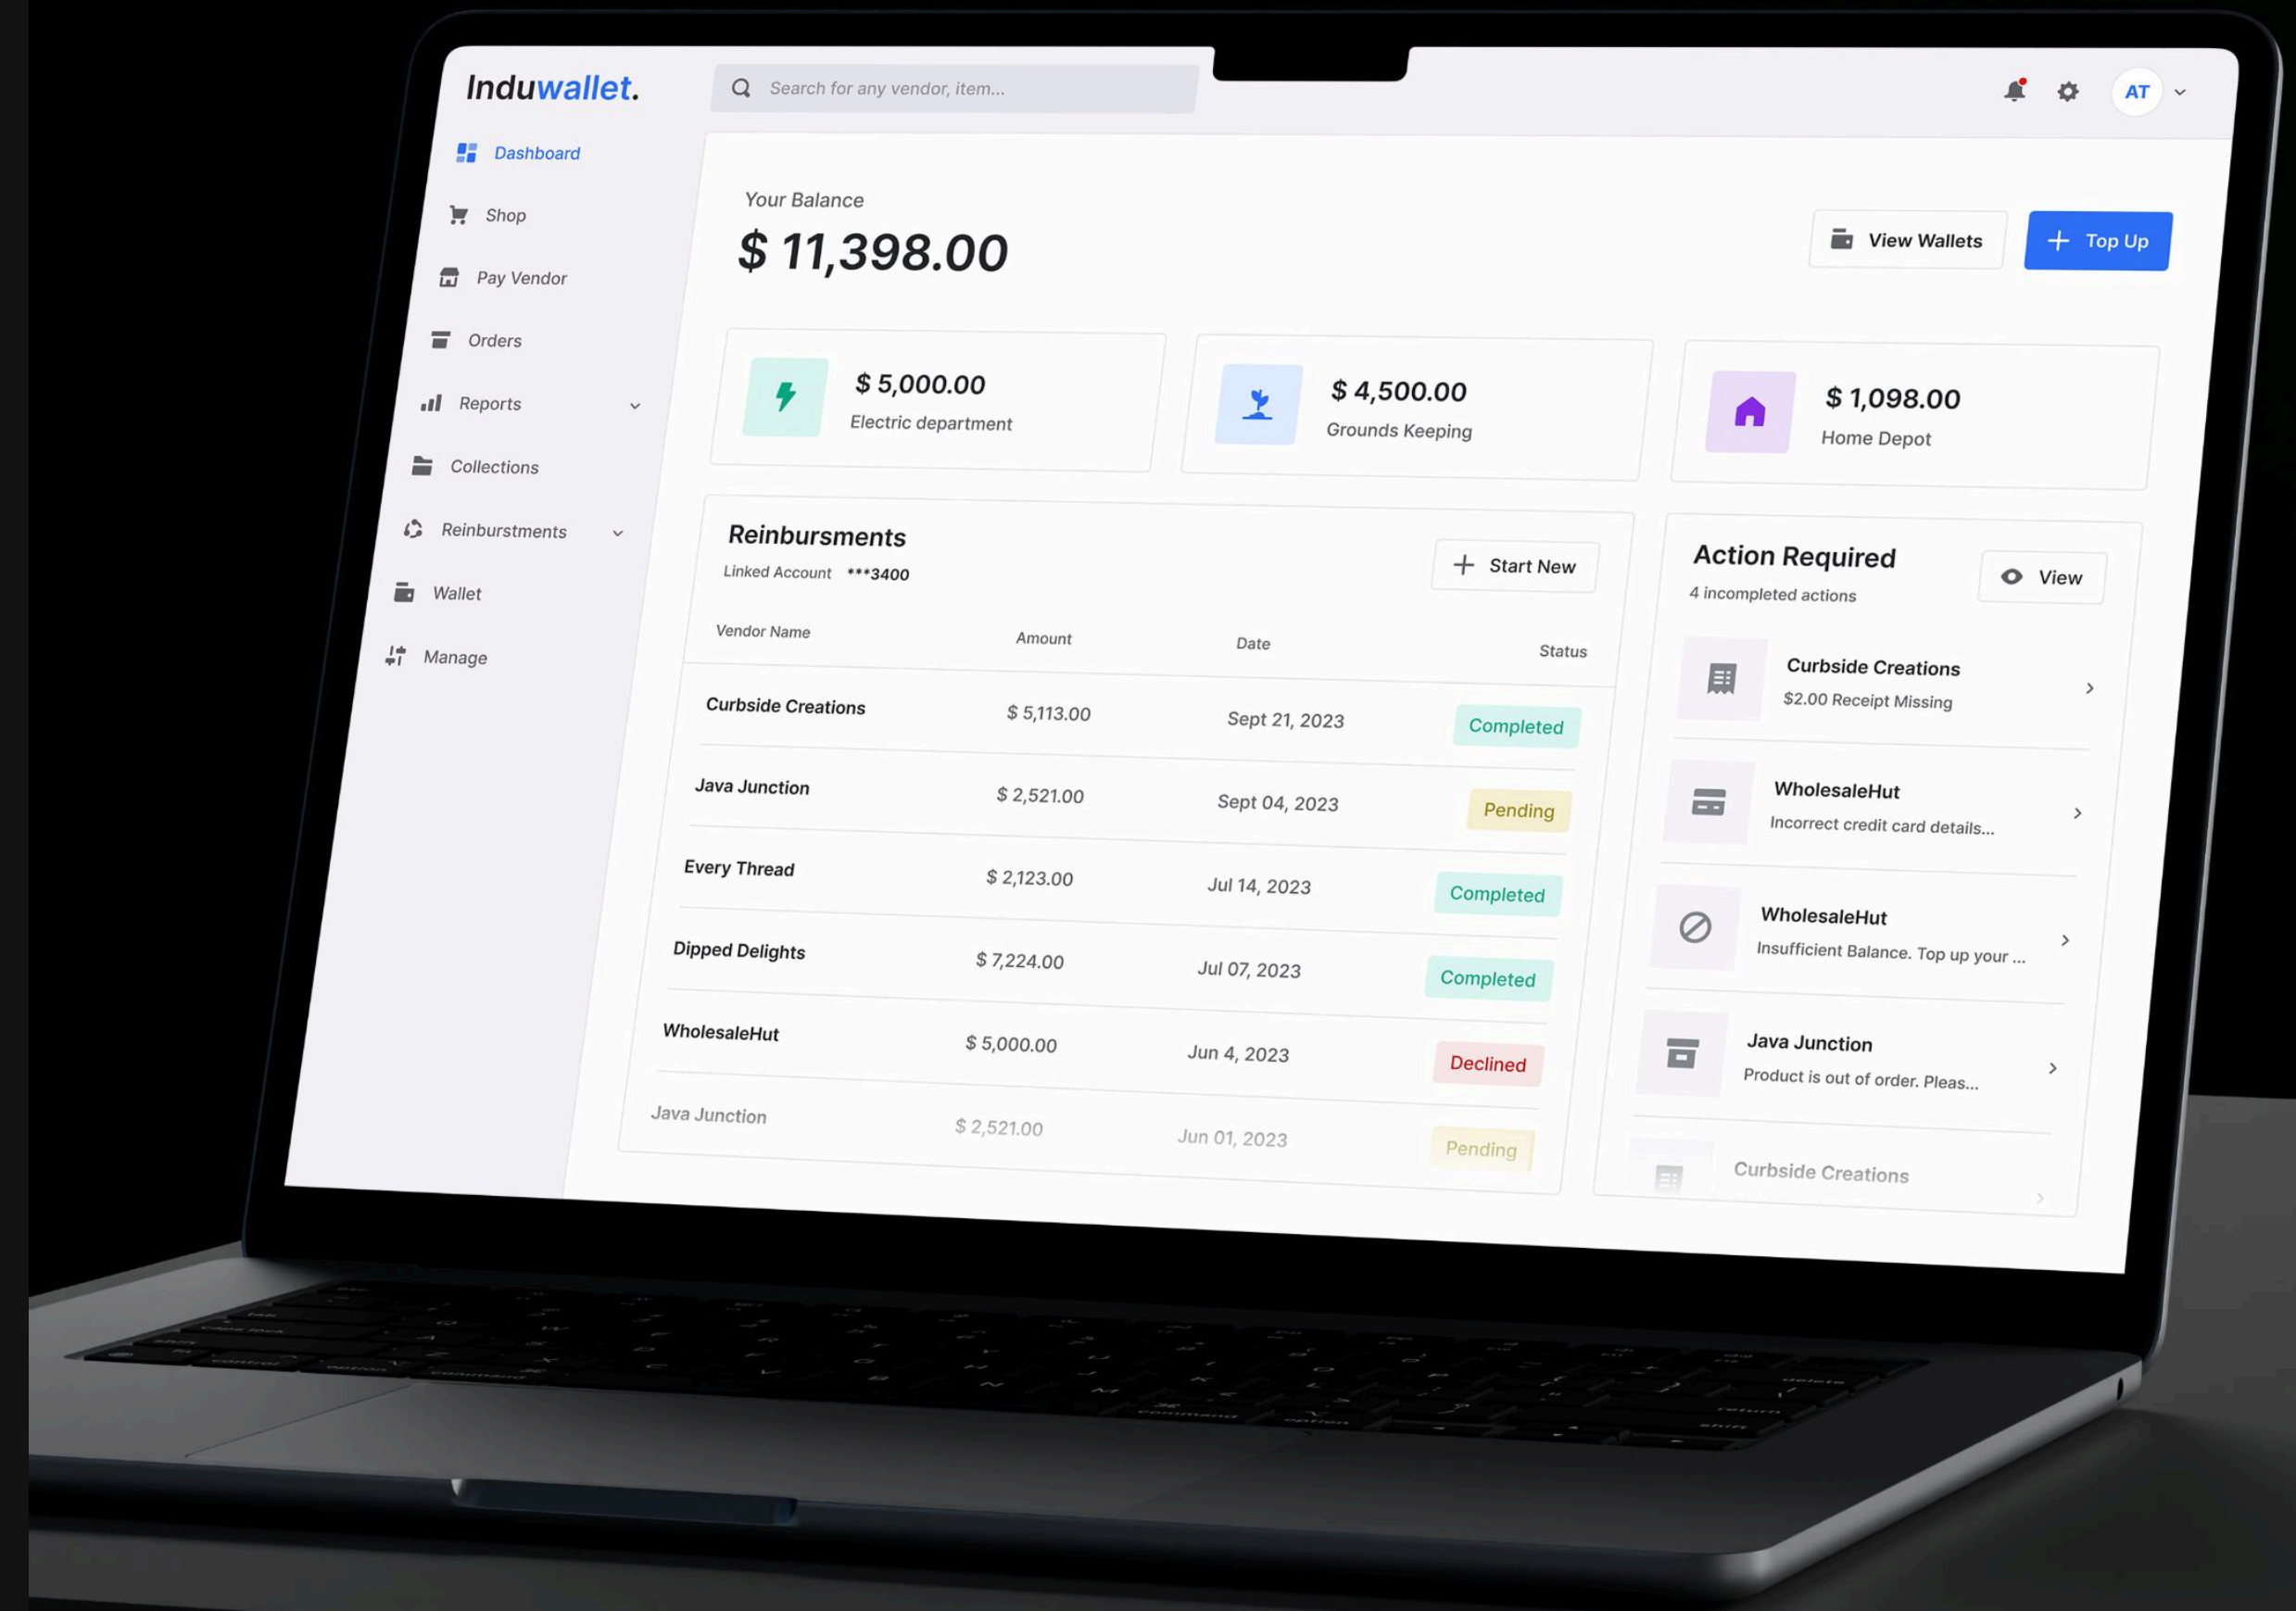 Induwallet.
Search for any vendor, item...
AT
Dashboard
Shop
Pay Vendor
Orders
Reports
Collections
Reinburstments
Wallet
Manage
Your Balance
$ 11,398.00
View Wallets
Top Up
$ 5,000.00
Electric department
$ 4,500.00
Grounds Keeping
$ 1,098.00
Home Depot
Reinbursments
Linked Account ***3400
Start New
Vendor Name Amount Date Status
Curbside Creations $ 5,113.00 Sept 21, 2023 Completed
Java Junction $ 2,521.00 Sept 04, 2023 Pending
Every Thread $ 2,123.00 Jul 14, 2023 Completed
Dipped Delights $ 7,224.00 Jul 07, 2023 Completed
WholesaleHut $ 5,000.00 Jun 4, 2023 Declined
Java Junction $ 2,521.00 Jun 01, 2023 Pending
Action Required
4 incompleted actions
View
Curbside Creations
$2.00 Receipt Missing
WholesaleHut
Incorrect credit card details...
WholesaleHut
Insufficient Balance. Top up your ...
Java Junction
Product is out of order. Pleas...
Curbside Creations